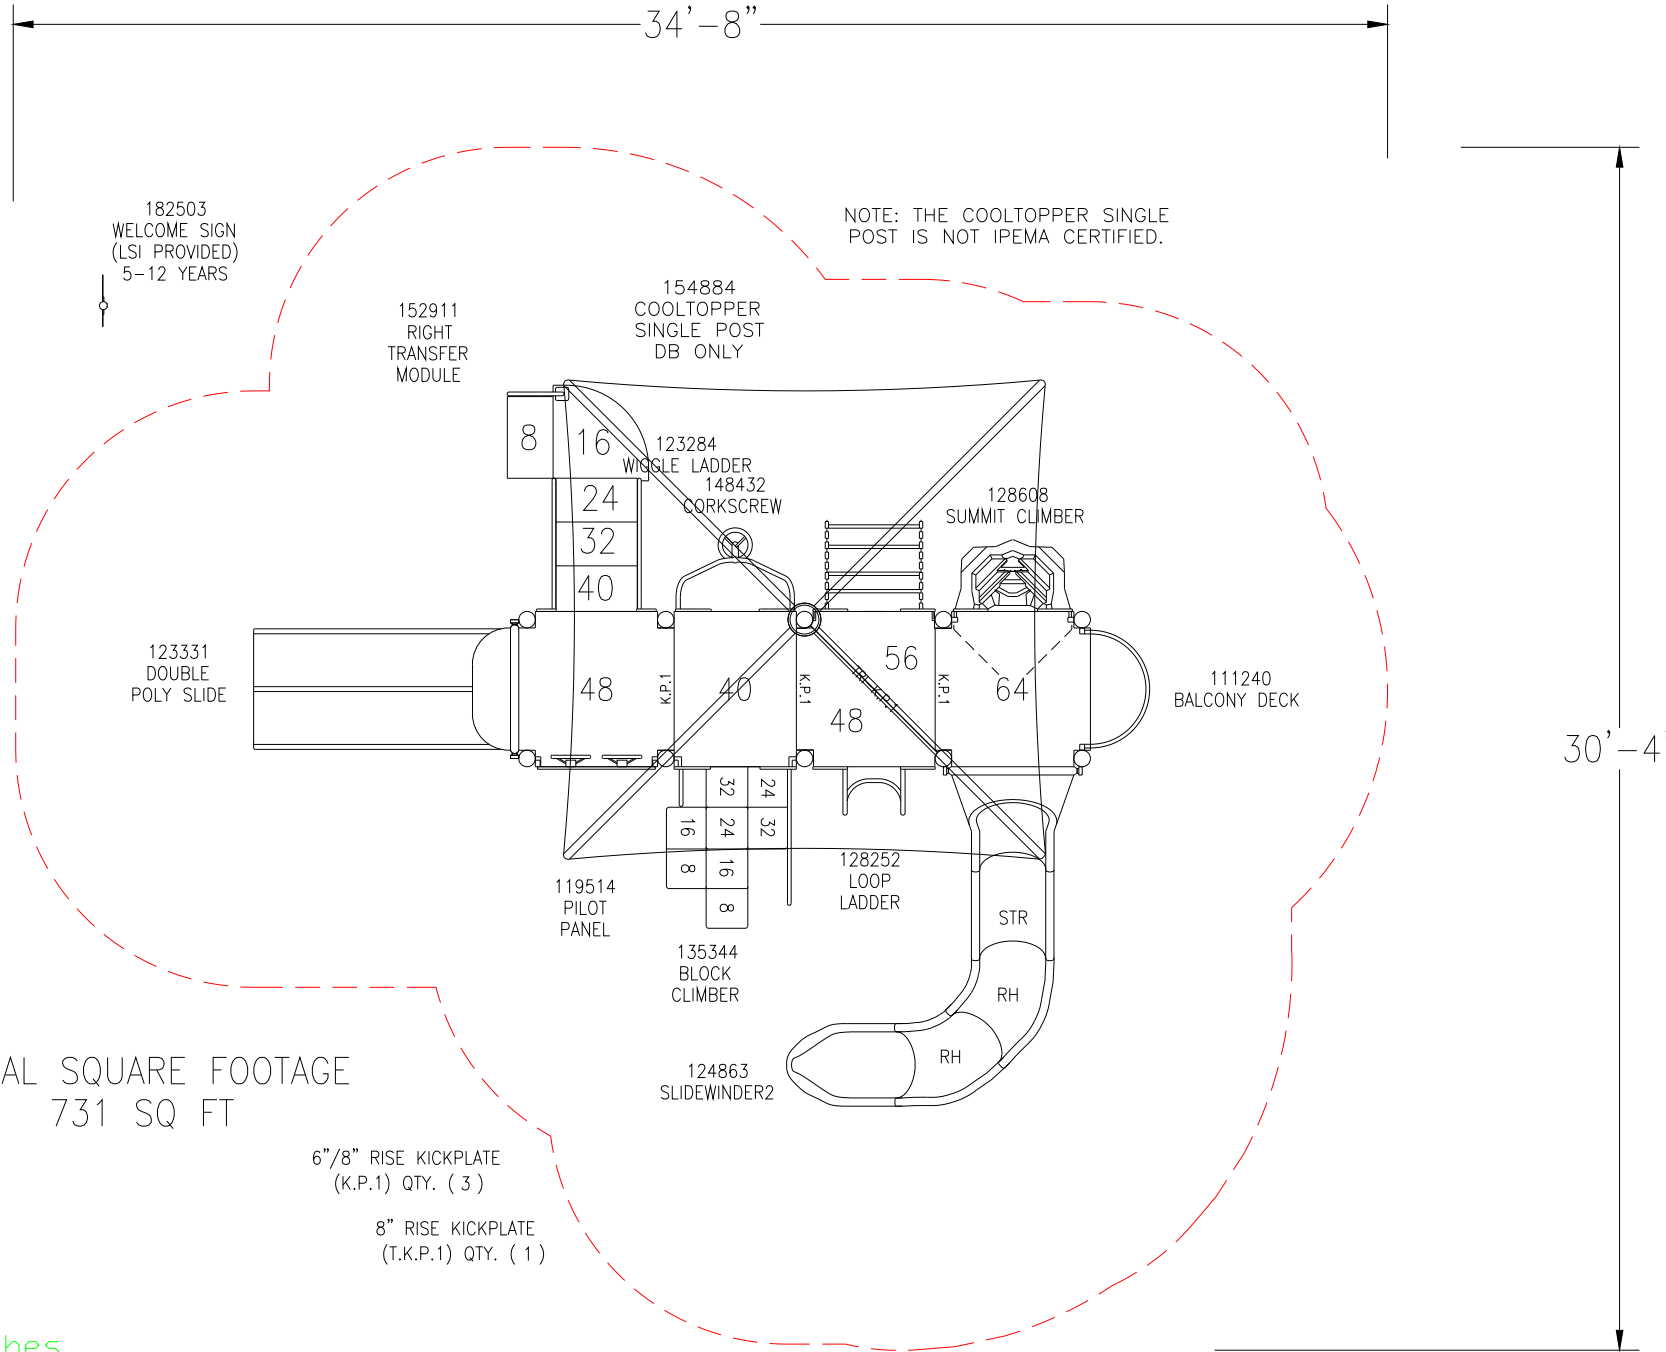 34'-8"
182503
WELCOME SIGN
(LSI PROVIDED)
5-12 YEARS
NOTE: THE COOLTOPPER SINGLE
POST IS NOT IPEMA CERTIFIED.
152911
RIGHT
TRANSFER
MODULE
154884
COOLTOPPER
SINGLE POST
DB ONLY
8
16
24
32
40
123284
WIGGLE LADDER
148432
CORKSCREW
128608
SUMMIT CLIMBER
123331
DOUBLE
POLY SLIDE
48
K.P.1
40
K.P.1
48
56
TRI K.P.1
K.P.1
64
111240
BALCONY DECK
30'-4
32
24
16
24
32
8
16
8
119514
PILOT
PANEL
135344
BLOCK
CLIMBER
128252
LOOP
LADDER
STR
RH
RH
124863
SLIDEWINDER2
AL SQUARE FOOTAGE
731 SQ FT
6"/8" RISE KICKPLATE
(K.P.1) QTY. ( 3 )
8" RISE KICKPLATE
(T.K.P.1) QTY. ( 1 )
hes